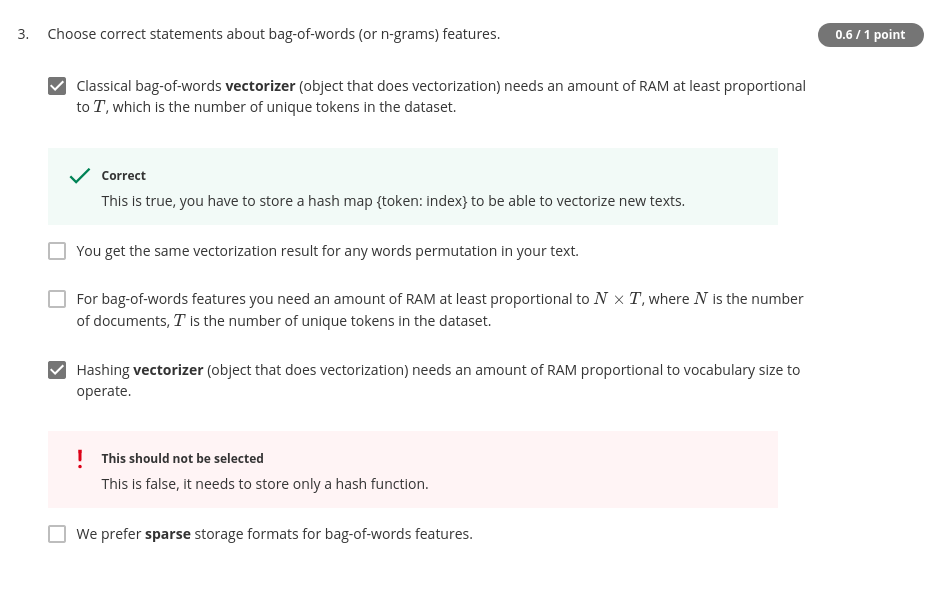 3. Choose correct statements about bag-of-words (or n-grams) features.
0.6 / 1 point
Classical bag-of-words vectorizer (object that does vectorization) needs an amount of RAM at least proportional
to T, which is the number of unique tokens in the dataset.
Correct
This is true, you have to store a hash map {token: index} to be able to vectorize new texts.
You get the same vectorization result for any words permutation in your text.
For bag-of-words features you need an amount of RAM at least proportional to N × T, where N is the number
of documents, T is the number of unique tokens in the dataset.
Hashing vectorizer (object that does vectorization) needs an amount of RAM proportional to vocabulary size to
operate.
This should not be selected
This is false, it needs to store only a hash function.
We prefer sparse storage formats for bag-of-words features.